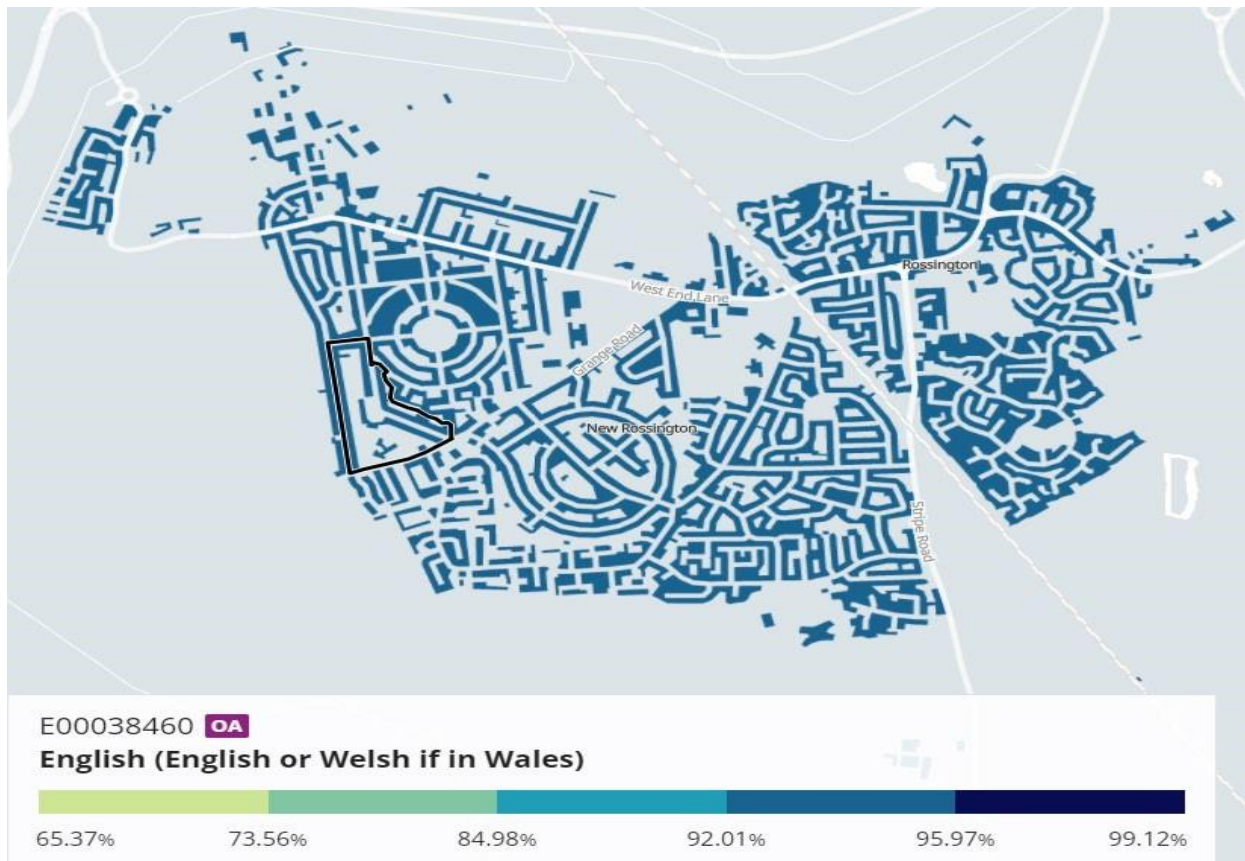 Rossington
West End Lane
Grange Road
New Rossington
Stripe Road
E00038460 OA
English (English or Welsh if in Wales)
65.37% 73.56% 84.98% 92.01% 95.97% 99.12%